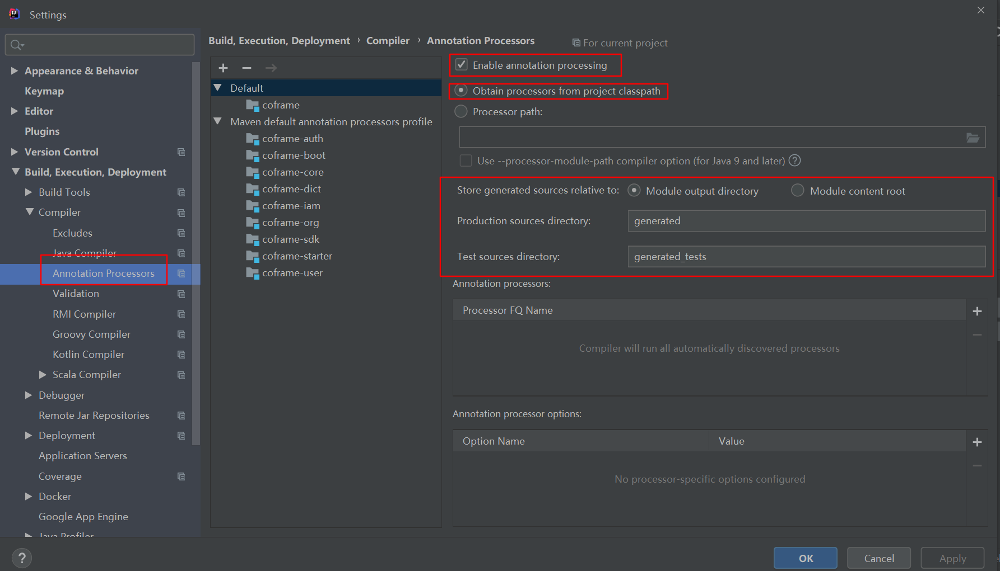 Settings
Appearance & Behavior
Keymap
Editor
Plugins
Version Control
Build, Execution, Deployment
Build Tools
Compiler
Excludes
Java Compiler
Annotation Processors
Validation
RMI Compiler
Groovy Compiler
Kotlin Compiler
Scala Compiler
Debugger
Remote Jar Repositories
Deployment
Application Servers
Coverage
Docker
Google App Engine
Java Profiler
Build, Execution, Deployment › Compiler › Annotation Processors
For current project
Default
coframe
Maven default annotation processors profile
coframe-auth
coframe-boot
coframe-core
coframe-dict
coframe-iam
coframe-org
coframe-sdk
coframe-starter
coframe-user
Enable annotation processing
Obtain processors from project classpath
Processor path:
Use --processor-module-path compiler option (for Java 9 and later) ?
Store generated sources relative to: Module output directory Module content root
Production sources directory: generated
Test sources directory: generated_tests
Annotation processors:
Processor FQ Name
Compiler will run all automatically discovered processors
Annotation processor options:
Option Name Value
No processor-specific options configured
? OK Cancel Apply